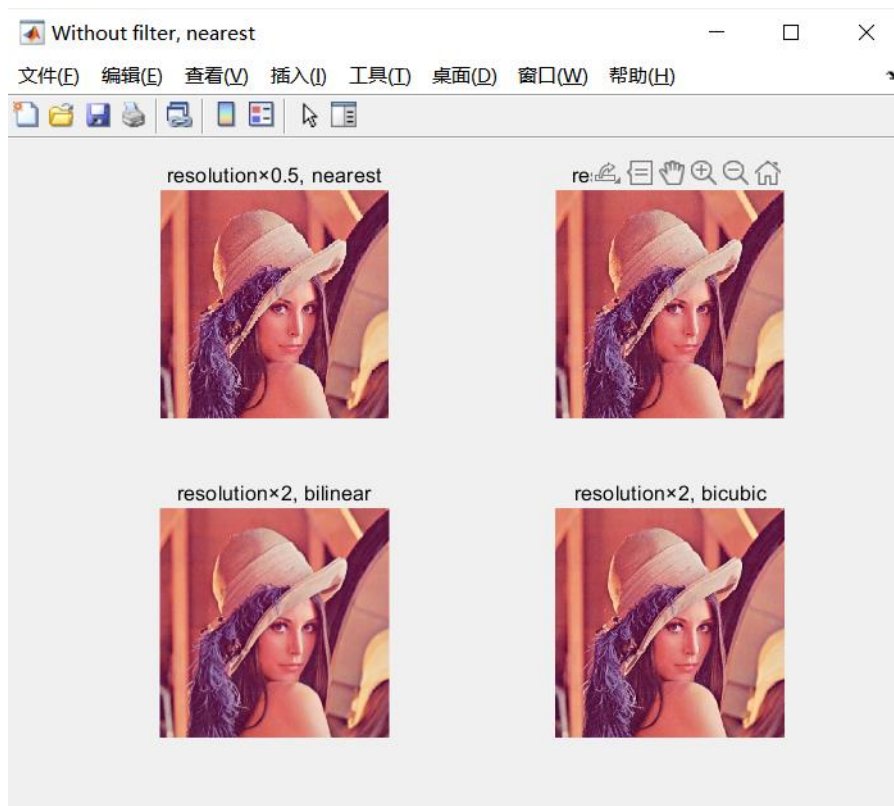 Without filter, nearest
文件(F) 编辑(E) 查看(V) 插入(I) 工具(T) 桌面(D) 窗口(W) 帮助(H)
resolution×0.5, nearest
resolution×2, bilinear resolution×2, bicubic